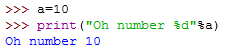 >>> a=10
>>> print("Oh number %d"%a)
Oh number 10